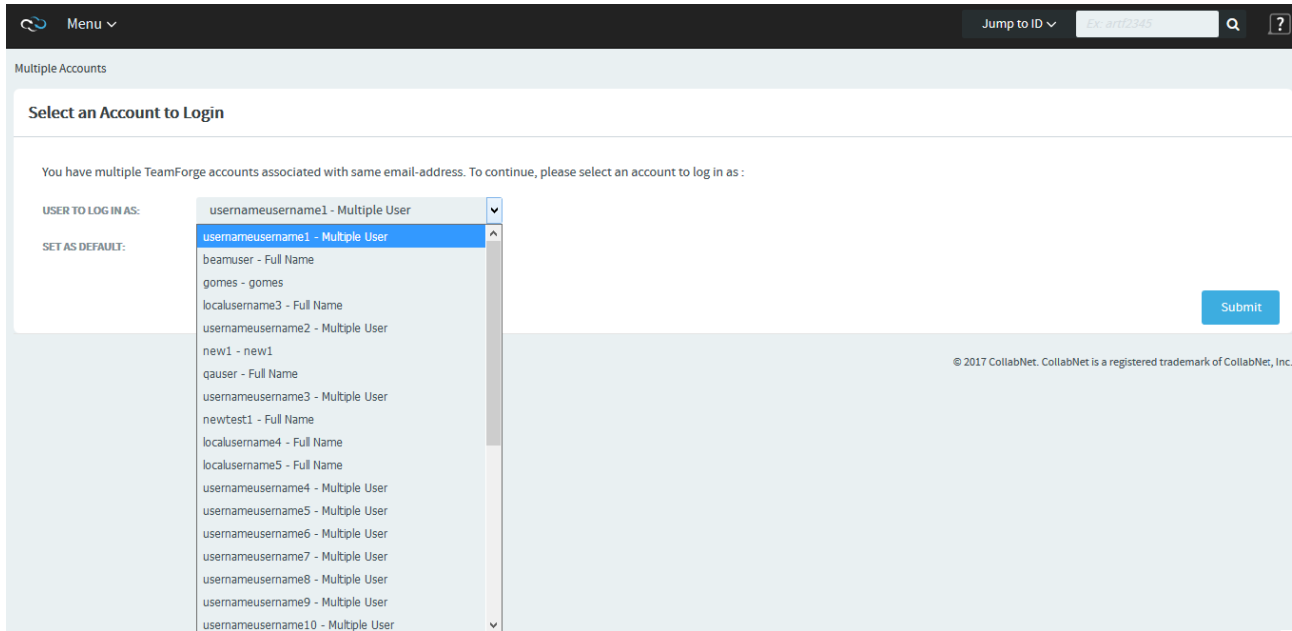 Menu
Jump to ID
Ex: artf2345
?
Multiple Accounts
Select an Account to Login
You have multiple TeamForge accounts associated with same email-address. To continue, please select an account to log in as :
USER TO LOG IN AS:
usernameusername1 - Multiple User
SET AS DEFAULT:
usernameusername1 - Multiple User
beamuser - Full Name
gomes - gomes
localusername3 - Full Name
usernameusername2 - Multiple User
new1 - new1
qauser - Full Name
usernameusername3 - Multiple User
newtest1 - Full Name
localusername4 - Full Name
localusername5 - Full Name
usernameusername4 - Multiple User
usernameusername5 - Multiple User
usernameusername6 - Multiple User
usernameusername7 - Multiple User
usernameusername8 - Multiple User
usernameusername9 - Multiple User
usernameusername10 - Multiple User
Submit
© 2017 CollabNet. CollabNet is a registered trademark of CollabNet, Inc.